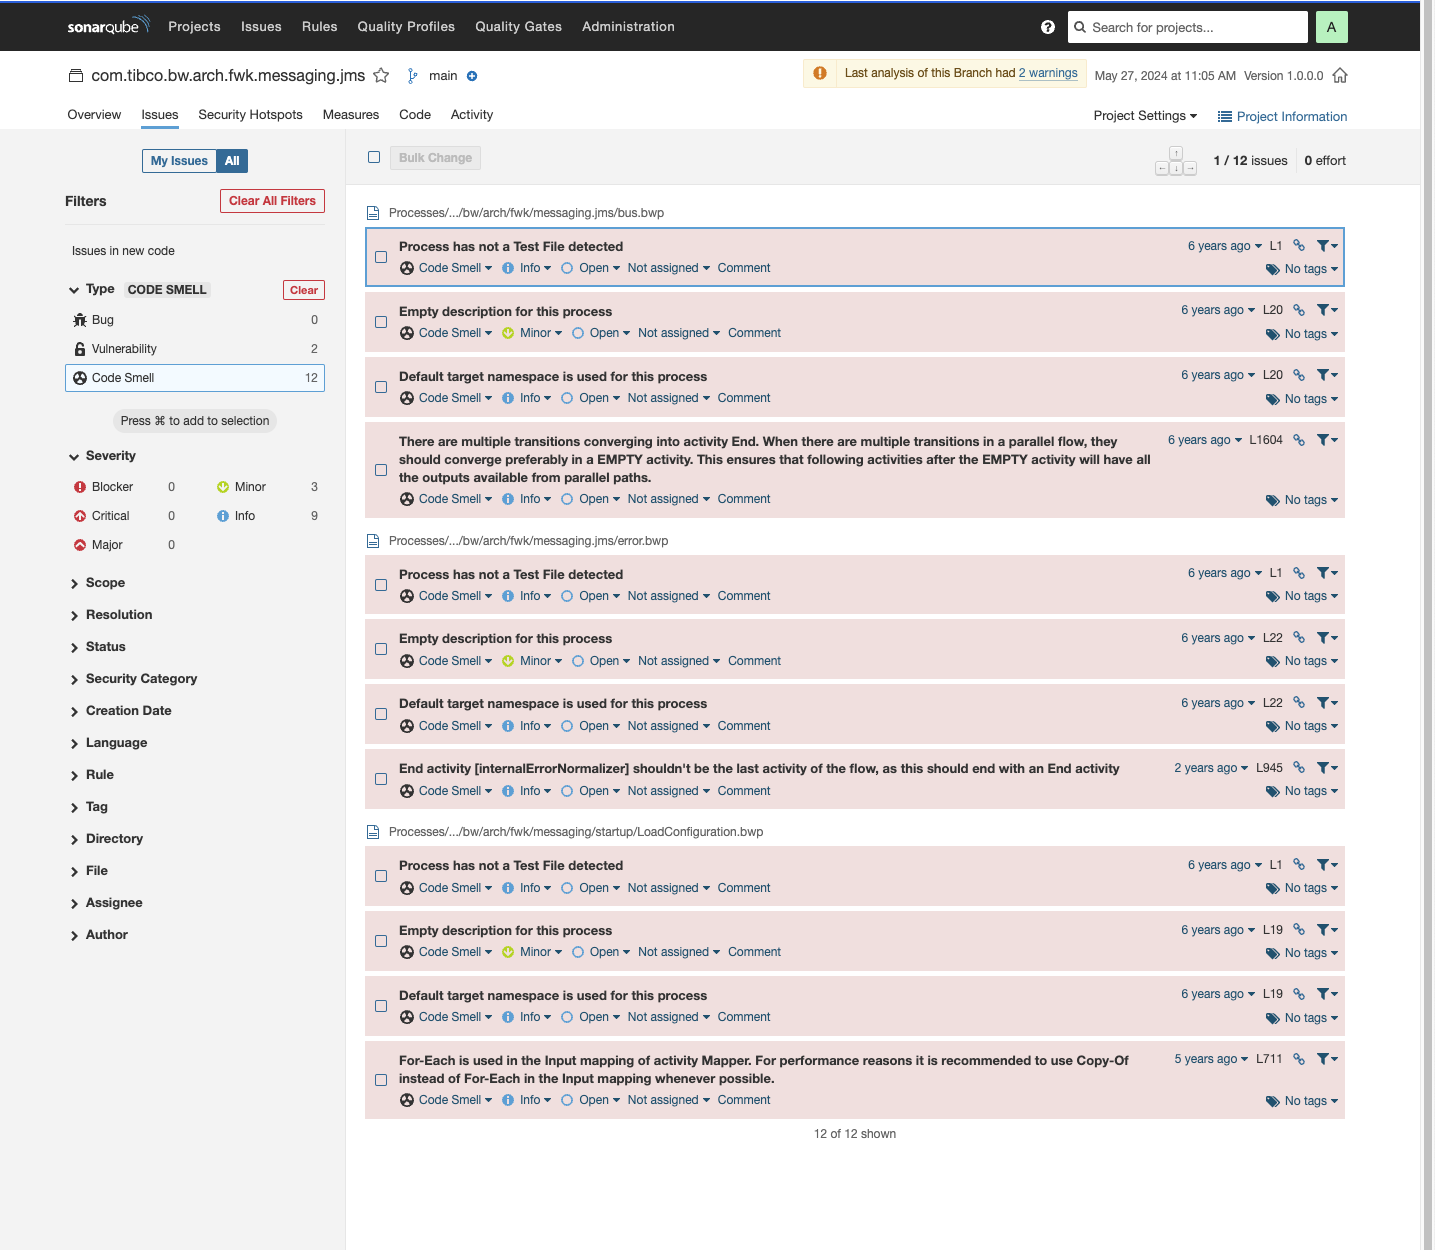 sonarqube Projects Issues Rules Quality Profiles Quality Gates Administration ? Search for projects... A
com.tibco.bw.arch.fwk.messaging.jms main Last analysis of this Branch had 2 warnings May 27, 2024 at 11:05 AM Version 1.0.0.0
Overview Issues Security Hotspots Measures Code Activity Project Settings Project Information
My Issues All
Filters Clear All Filters
Issues in new code
Type CODE SMELL Clear
Bug 0
Vulnerability 2
Code Smell 12
Press ⌘ to add to selection
Severity
Blocker 0 Minor 3
Critical 0 Info 9
Major 0
Scope
Resolution
Status
Security Category
Creation Date
Language
Rule
Tag
Directory
File
Assignee
Author
Bulk Change ↑ ← ↓ → 1 / 12 issues 0 effort
Processes/.../bw/arch/fwk/messaging.jms/bus.bwp
Process has not a Test File detected 6 years ago L1
Code Smell Info Open Not assigned Comment No tags
Empty description for this process 6 years ago L20
Code Smell Minor Open Not assigned Comment No tags
Default target namespace is used for this process 6 years ago L20
Code Smell Info Open Not assigned Comment No tags
There are multiple transitions converging into activity End. When there are multiple transitions in a parallel flow, they 6 years ago L1604
should converge preferably in a EMPTY activity. This ensures that following activities after the EMPTY activity will have all
the outputs available from parallel paths.
Code Smell Info Open Not assigned Comment No tags
Processes/.../bw/arch/fwk/messaging.jms/error.bwp
Process has not a Test File detected 6 years ago L1
Code Smell Info Open Not assigned Comment No tags
Empty description for this process 6 years ago L22
Code Smell Minor Open Not assigned Comment No tags
Default target namespace is used for this process 6 years ago L22
Code Smell Info Open Not assigned Comment No tags
End activity [internalErrorNormalizer] shouldn't be the last activity of the flow, as this should end with an End activity 2 years ago L945
Code Smell Info Open Not assigned Comment No tags
Processes/.../bw/arch/fwk/messaging/startup/LoadConfiguration.bwp
Process has not a Test File detected 6 years ago L1
Code Smell Info Open Not assigned Comment No tags
Empty description for this process 6 years ago L19
Code Smell Minor Open Not assigned Comment No tags
Default target namespace is used for this process 6 years ago L19
Code Smell Info Open Not assigned Comment No tags
For-Each is used in the Input mapping of activity Mapper. For performance reasons it is recommended to use Copy-Of 5 years ago L711
instead of For-Each in the Input mapping whenever possible.
Code Smell Info Open Not assigned Comment No tags
12 of 12 shown